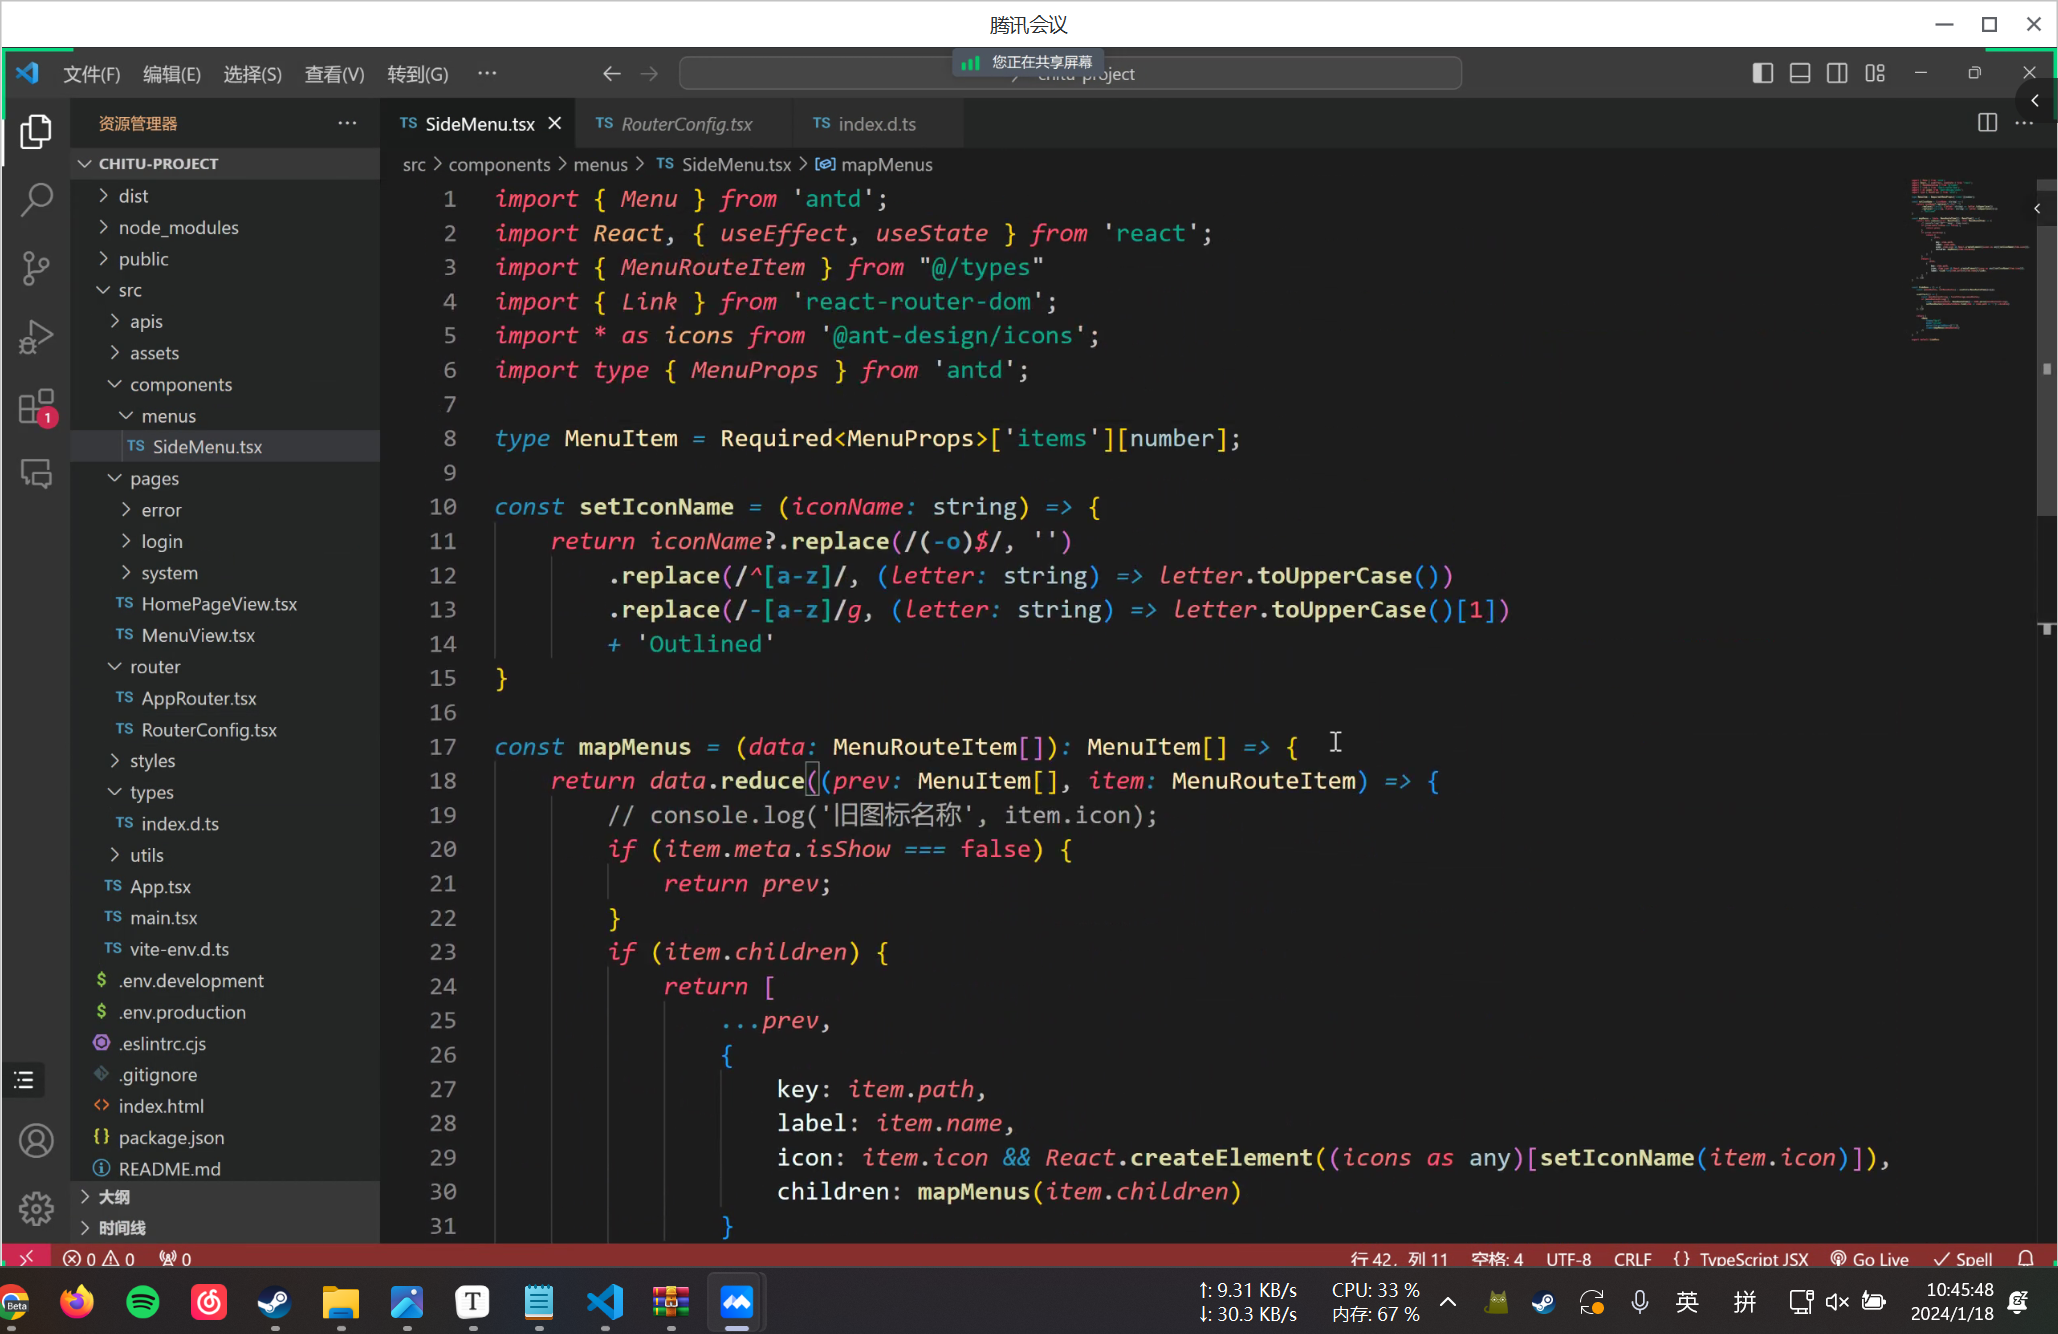 腾讯会议
文件(F) 编辑(E) 选择(S) 查看(V) 转到(G) ···
您正在共享屏幕
chitu-project
资源管理器
SideMenu.tsx
RouterConfig.tsx
index.d.ts
src > components > menus > TS SideMenu.tsx > mapMenus
CHITU-PROJECT
dist
node_modules
public
src
apis
assets
components
menus
TS SideMenu.tsx
pages
error
login
system
TS HomePageView.tsx
TS MenuView.tsx
router
TS AppRouter.tsx
TS RouterConfig.tsx
styles
types
TS index.d.ts
utils
TS App.tsx
TS main.tsx
TS vite-env.d.ts
$ .env.development
$ .env.production
.eslintrc.cjs
.gitignore
index.html
package.json
README.md
大纲
时间线
1 import { Menu } from 'antd';
2 import React, { useEffect, useState } from 'react';
3 import { MenuRouteItem } from "@/types"
4 import { Link } from 'react-router-dom';
5 import * as icons from '@ant-design/icons';
6 import type { MenuProps } from 'antd';
7
8 type MenuItem = Required<MenuProps>['items'][number];
9
10 const setIconName = (iconName: string) => {
11 return iconName?.replace(/(-o)$/, '')
12 .replace(/^[a-z]/, (letter: string) => letter.toUpperCase())
13 .replace(/-[a-z]/g, (letter: string) => letter.toUpperCase()[1])
14 + 'Outlined'
15 }
16
17 const mapMenus = (data: MenuRouteItem[]): MenuItem[] => {
18 return data.reduce((prev: MenuItem[], item: MenuRouteItem) => {
19 // console.log('旧图标名称', item.icon);
20 if (item.meta.isShow === false) {
21 return prev;
22 }
23 if (item.children) {
24 return [
25 ...prev,
26 {
27 key: item.path,
28 label: item.name,
29 icon: item.icon && React.createElement((icons as any)[setIconName(item.icon)]),
30 children: mapMenus(item.children)
31 }
0 0 0
行 42，列 11 空格: 4 UTF-8 CRLF {} TypeScript JSX Go Live Spell
Beta
↑: 9.31 KB/s CPU: 33 %
↓: 30.3 KB/s 内存: 67 %
英 拼
10:45:48
2024/1/18